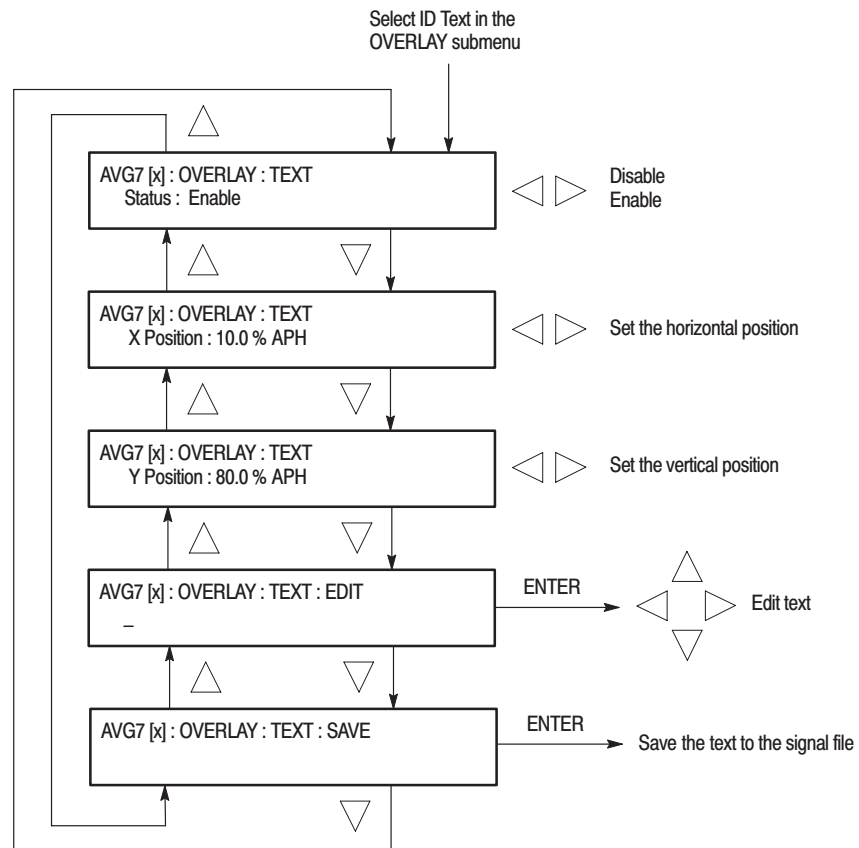 Select ID Text in the
OVERLAY submenu
AVG7 [x] : OVERLAY : TEXT
Status : Enable
Disable
Enable
AVG7 [x] : OVERLAY : TEXT
X Position : 10.0 % APH
Set the horizontal position
AVG7 [x] : OVERLAY : TEXT
Y Position : 80.0 % APH
Set the vertical position
AVG7 [x] : OVERLAY : TEXT : EDIT
_
ENTER
Edit text
AVG7 [x] : OVERLAY : TEXT : SAVE
ENTER
Save the text to the signal file